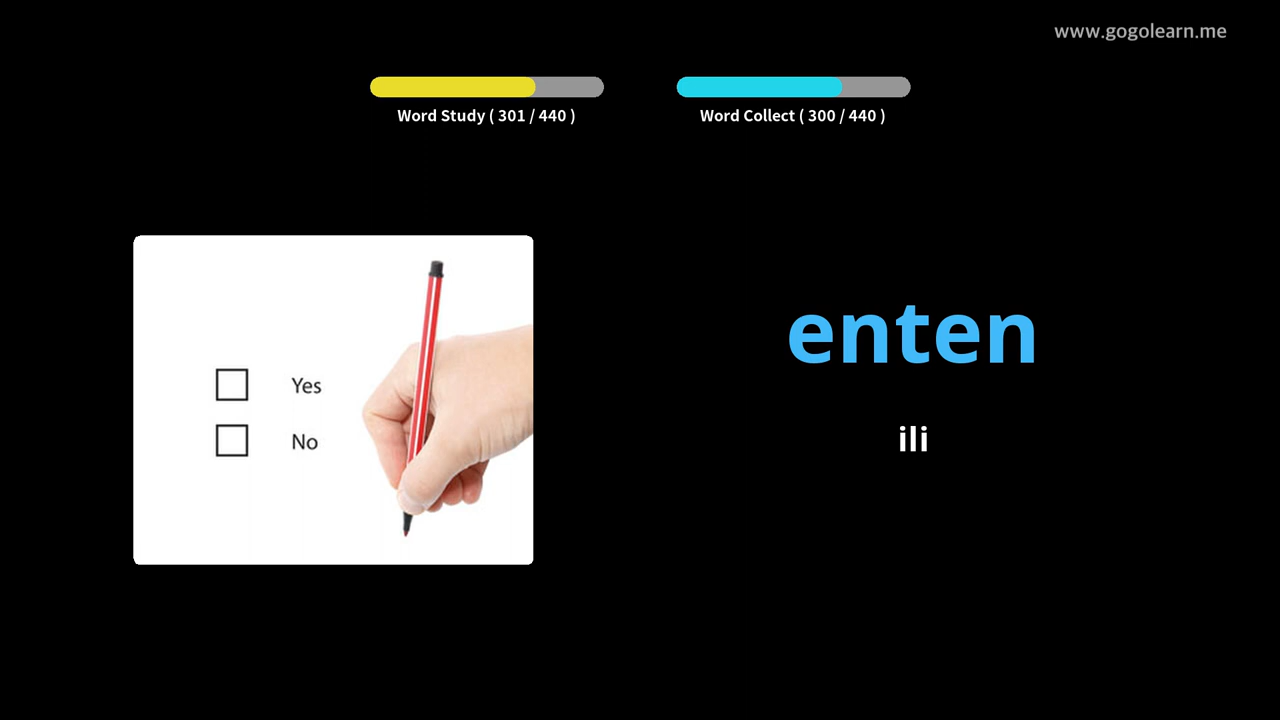 www.gogolearn.me
Word Study ( 301 / 440 )
Word Collect ( 300 / 440 )
Yes
No
enten
ili